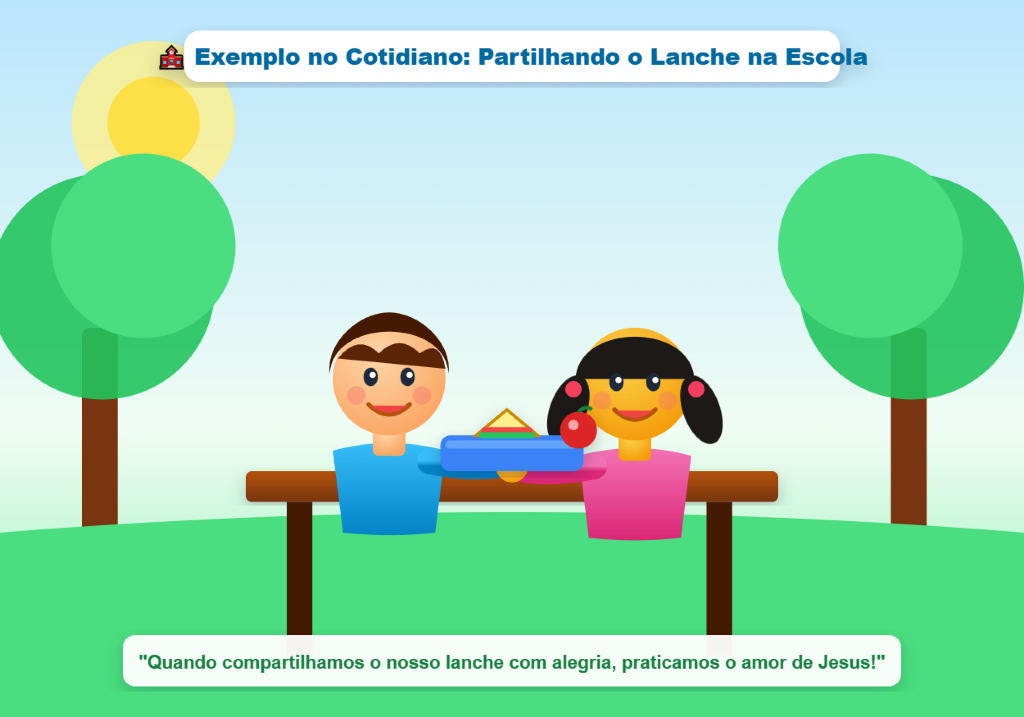 🏫 Exemplo no Cotidiano: Partilhando o Lanche na Escola
"Quando compartilhamos o nosso lanche com alegria, praticamos o amor de Jesus!"